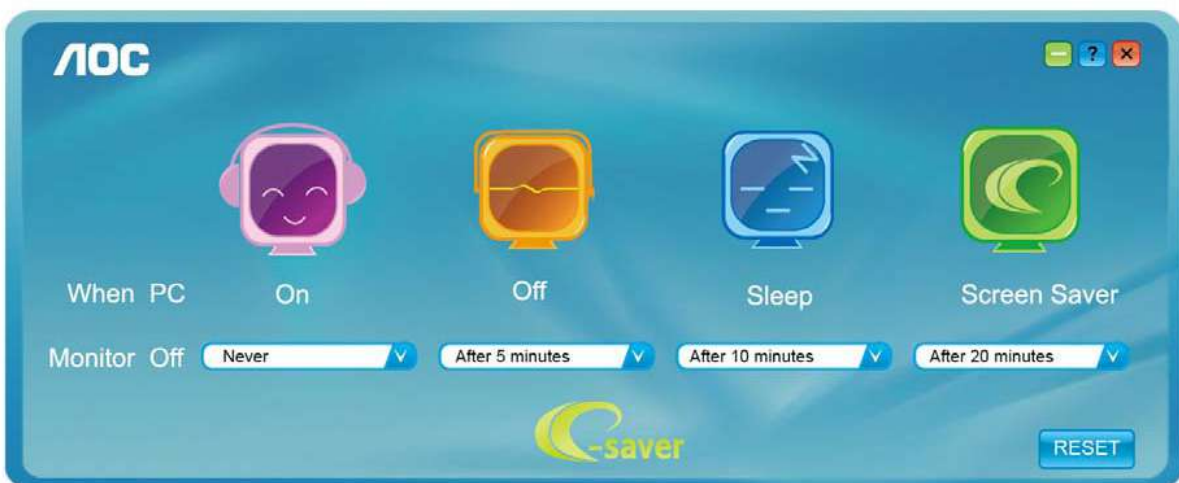 AOC
?
When PC On Off Sleep Screen Saver
Monitor Off Never After 5 minutes After 10 minutes After 20 minutes
e-saver
RESET